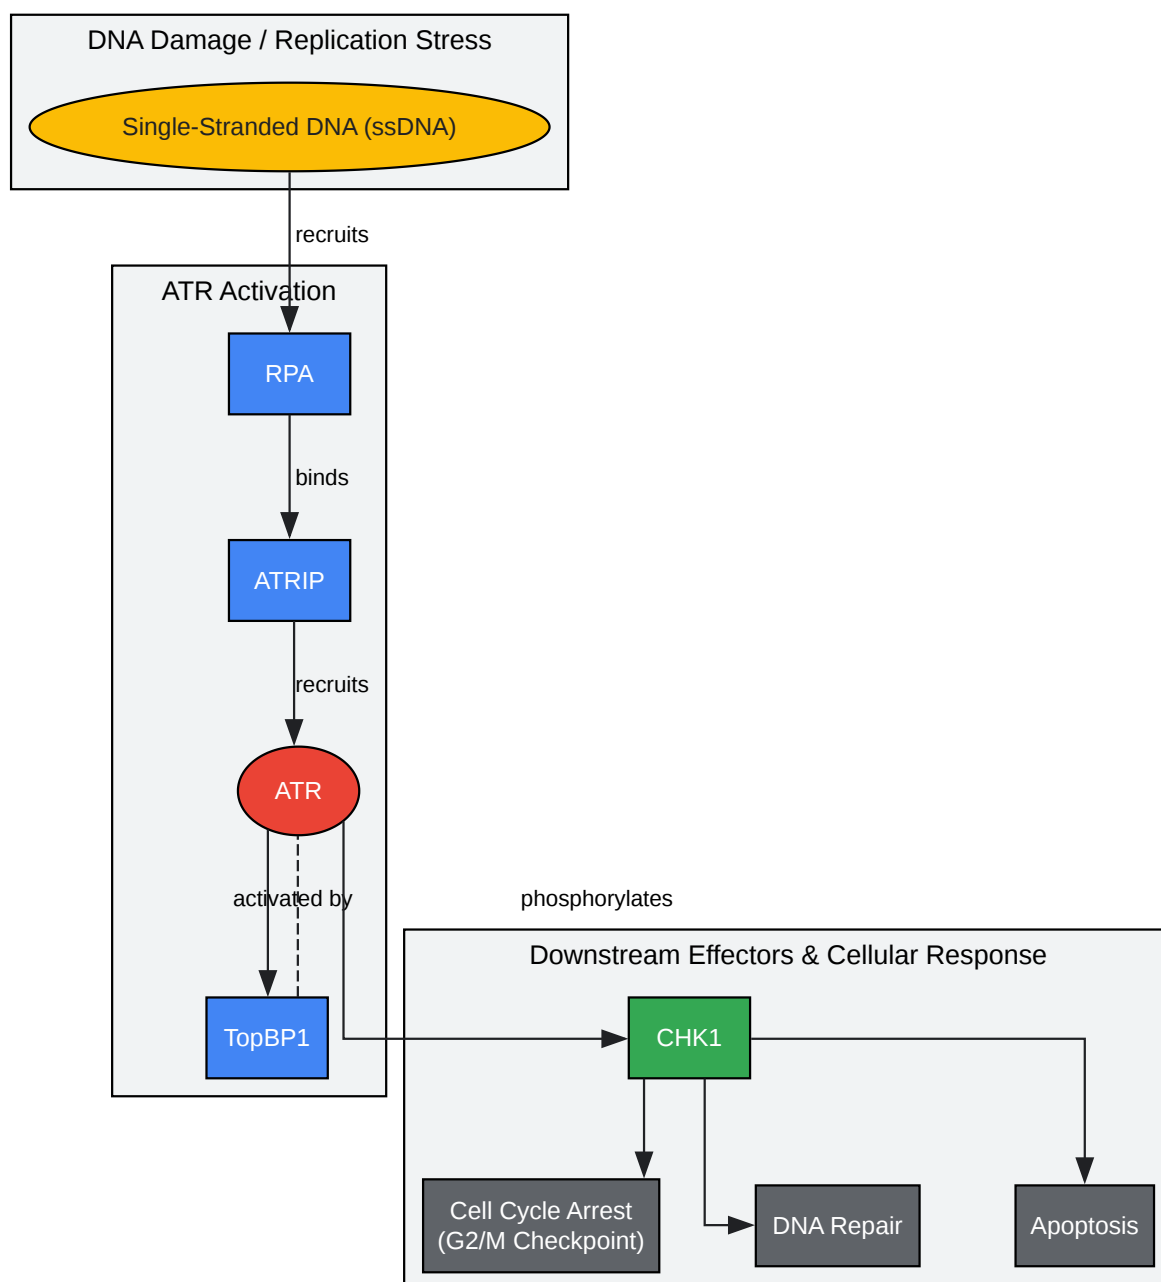 DNA Damage / Replication Stress
Single-Stranded DNA (ssDNA)
recruits
ATR Activation
RPA
binds
ATRIP
recruits
ATR
activated by
phosphorylates
Downstream Effectors & Cellular Response
TopBP1
CHK1
Cell Cycle Arrest
(G2/M Checkpoint)
DNA Repair
Apoptosis